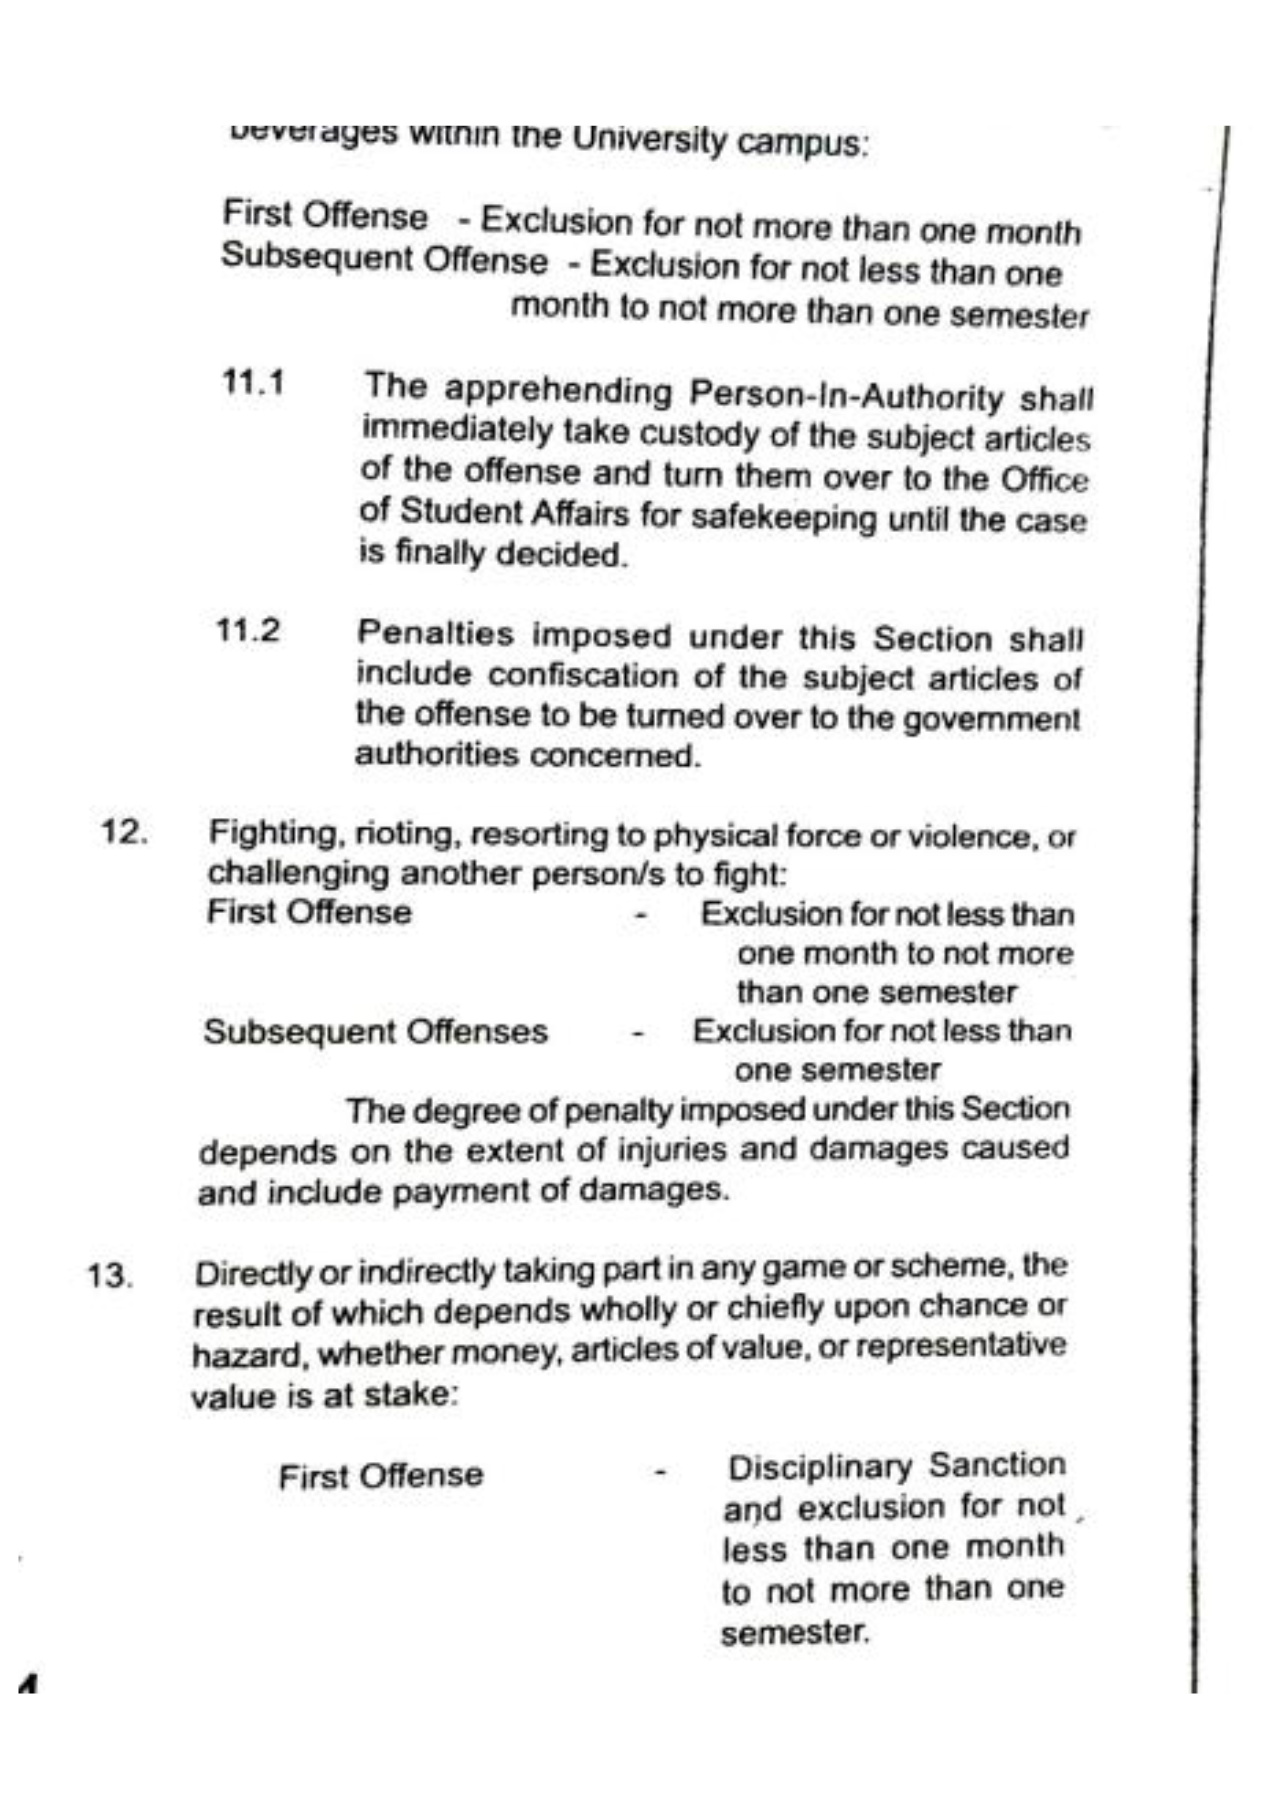 beverages within the University campus:
First Offense - Exclusion for not more than one month
Subsequent Offense - Exclusion for not less than one
month to not more than one semester
11.1 The apprehending Person-In-Authority shall
immediately take custody of the subject articles
of the offense and turn them over to the Office
of Student Affairs for safekeeping until the case
is finally decided.
11.2 Penalties imposed under this Section shall
include confiscation of the subject articles of
the offense to be turned over to the government
authorities concerned.
12. Fighting, rioting, resorting to physical force or violence, or
challenging another person/s to fight:
First Offense - Exclusion for not less than
one month to not more
than one semester
Subsequent Offenses - Exclusion for not less than
one semester
The degree of penalty imposed under this Section
depends on the extent of injuries and damages caused
and include payment of damages.
13. Directly or indirectly taking part in any game or scheme, the
result of which depends wholly or chiefly upon chance or
hazard, whether money, articles of value, or representative
value is at stake:
First Offense - Disciplinary Sanction
and exclusion for not
less than one month
to not more than one
semester.